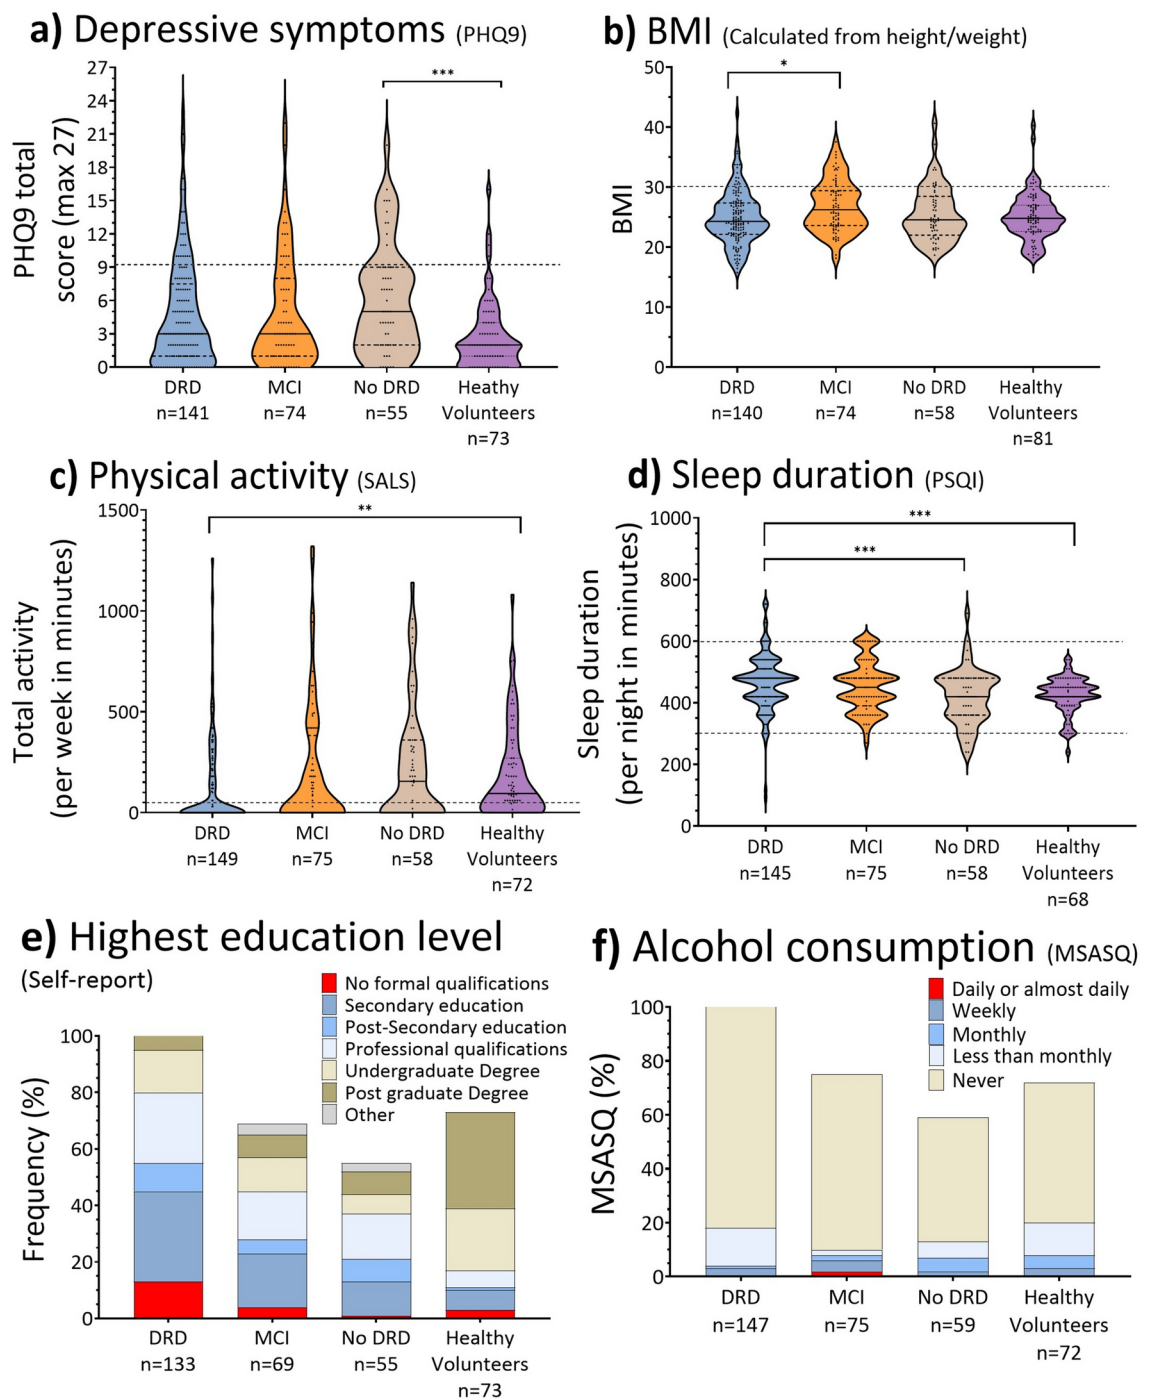 a) Depressive symptoms (PHQ9)
PHQ9 total
score (max 27)
27
24
21
18
15
12
9
6
3
0
***
DRD
n=141
MCI
n=74
No DRD
n=55
Heathy
Volunteers
n=73
b) BMI (Calculated from height/weight)
BMI
50
40
30
20
10
0
*
DRD
n=140
MCI
n=74
No DRD
n=58
Healthy
Volunteers
n=81
c) Physical activity (SALS)
Total activity
(per week in minutes)
1500
1000
500
0
**
DRD
n=149
MCI
n=75
No DRD
n=58
Healthy
Volunteers
n=72
d) Sleep duration (PSQI)
Sleep duration
(per night in minutes)
1000
800
600
400
200
0
***
***
DRD
n=145
MCI
n=75
No DRD
n=58
Healthy
Volunteers
n=68
e) Highest education level
(Self-report)
No formal qualifications
Secondary education
Post-Secondary education
Professional qualifications
Undergraduate Degree
Post graduate Degree
Other
Frequency (%)
100
80
60
40
20
0
DRD
n=133
MCI
n=69
No DRD
n=55
Healthy
Volunteers
n=73
f) Alcohol consumption (MSASQ)
Daily or almost daily
Weekly
Monthly
Less than monthly
Never
MSASQ (%)
100
80
60
40
20
0
DRD
n=147
MCI
n=75
No DRD
n=59
Healthy
Volunteers
n=72